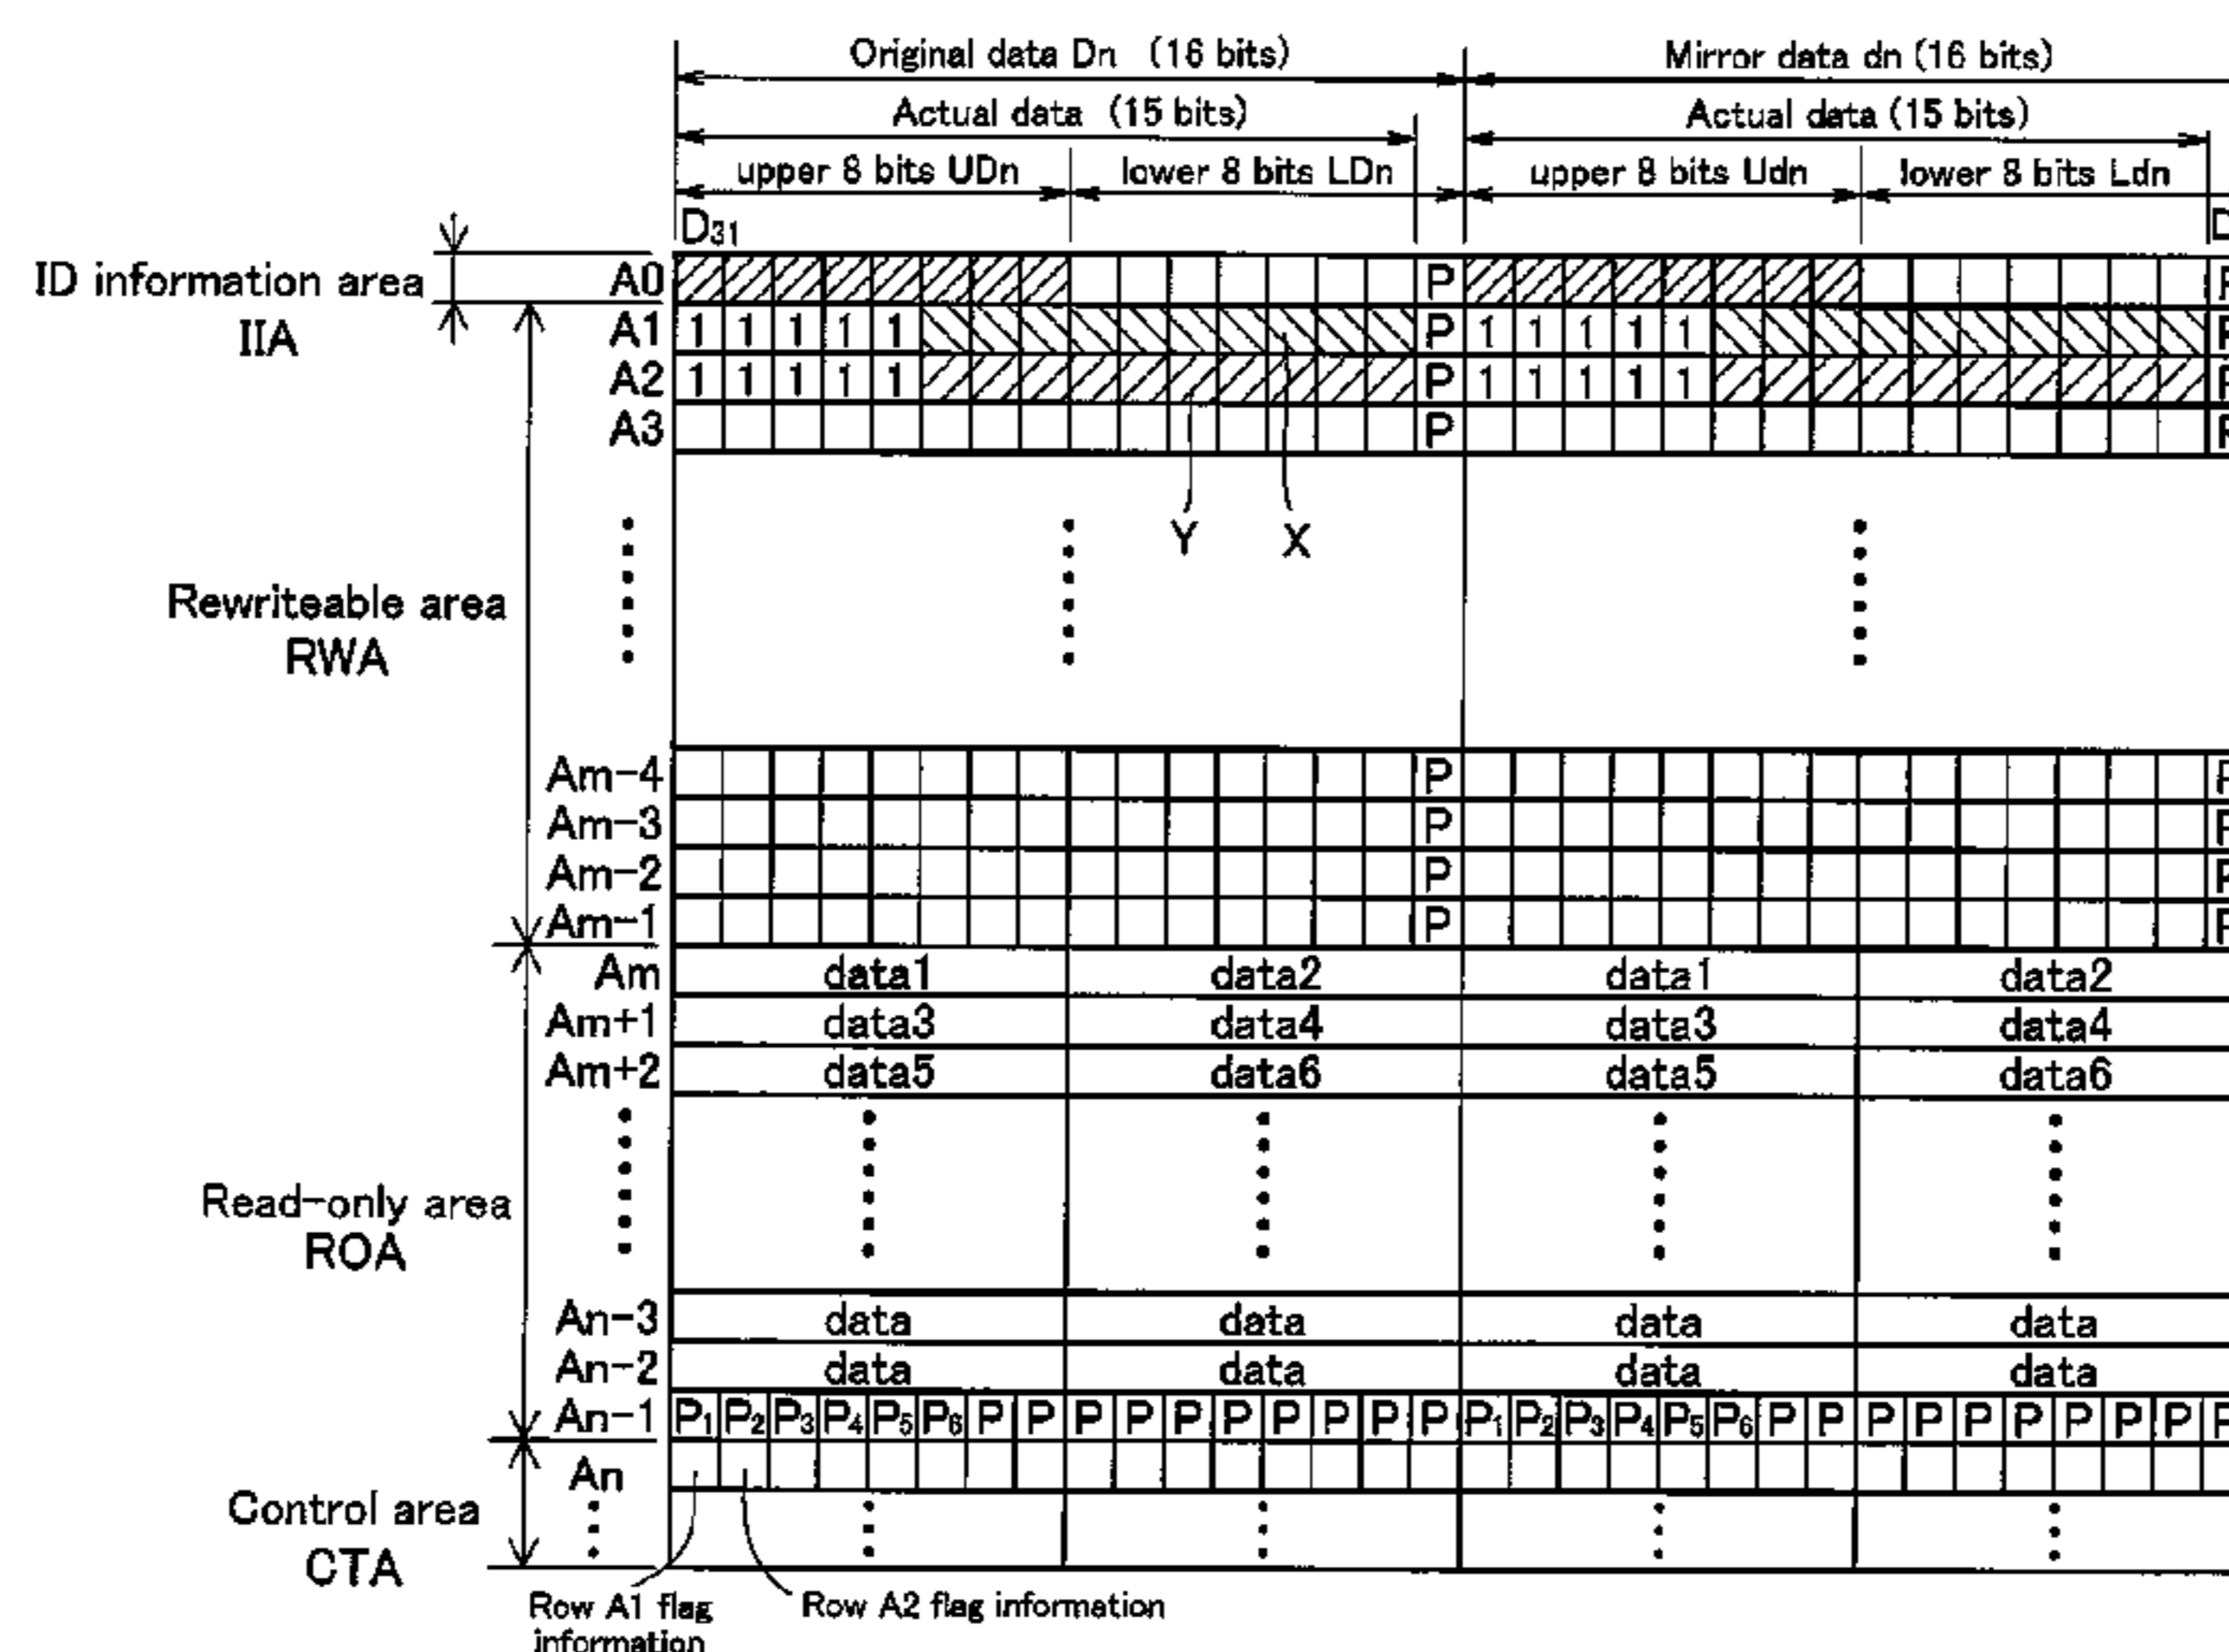 Original data Dn (16 bits) Mirror data dn (16 bits)
Actual data (15 bits) Actual data (15 bits)
upper 8 bits UDn lower 8 bits LDn upper 8 bits Udn lower 8 bits Ldn
D31
ID information area
IIA
A0 P
A1 1 1 1 1 1 P 1 1 1 1 1
A2 1 1 1 1 1 P 1 1 1 1 1
A3 P
Y X
Rewriteable area
RWA
Am-4 P
Am-3 P
Am-2 P
Am-1 P
Am data1 data2 data1 data2
Am+1 data3 data4 data3 data4
Am+2 data5 data6 data5 data6
Read-only area
ROA
An-3 data data data data
An-2 data data data data
An-1 P1 P2 P3 P4 P5 P6 P P P P P P P P P P P1 P2 P3 P4 P5 P6 P P P P P P P P P
An
Control area
CTA
Row A1 flag
information
Row A2 flag information